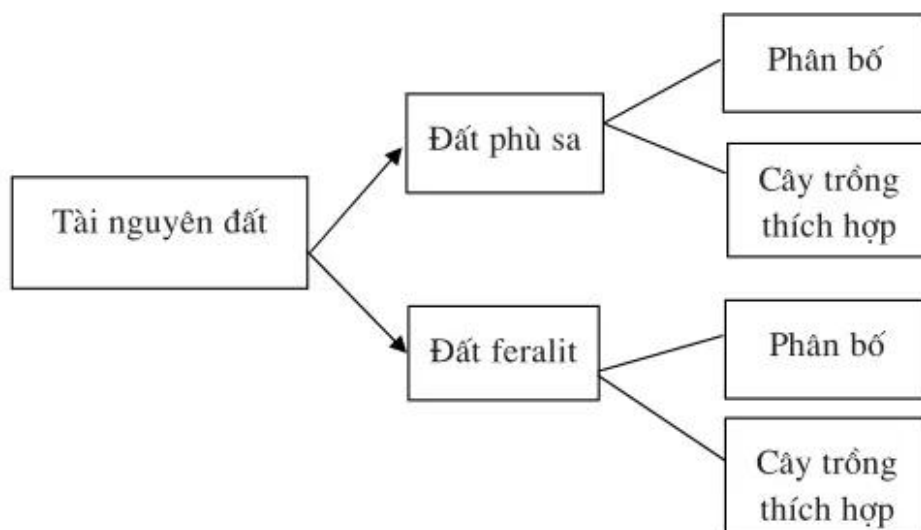 Phân bố
Đất phù sa
Cây trồng
thích hợp
Tài nguyên đất
Phân bố
Đất feralit
Cây trồng
thích hợp